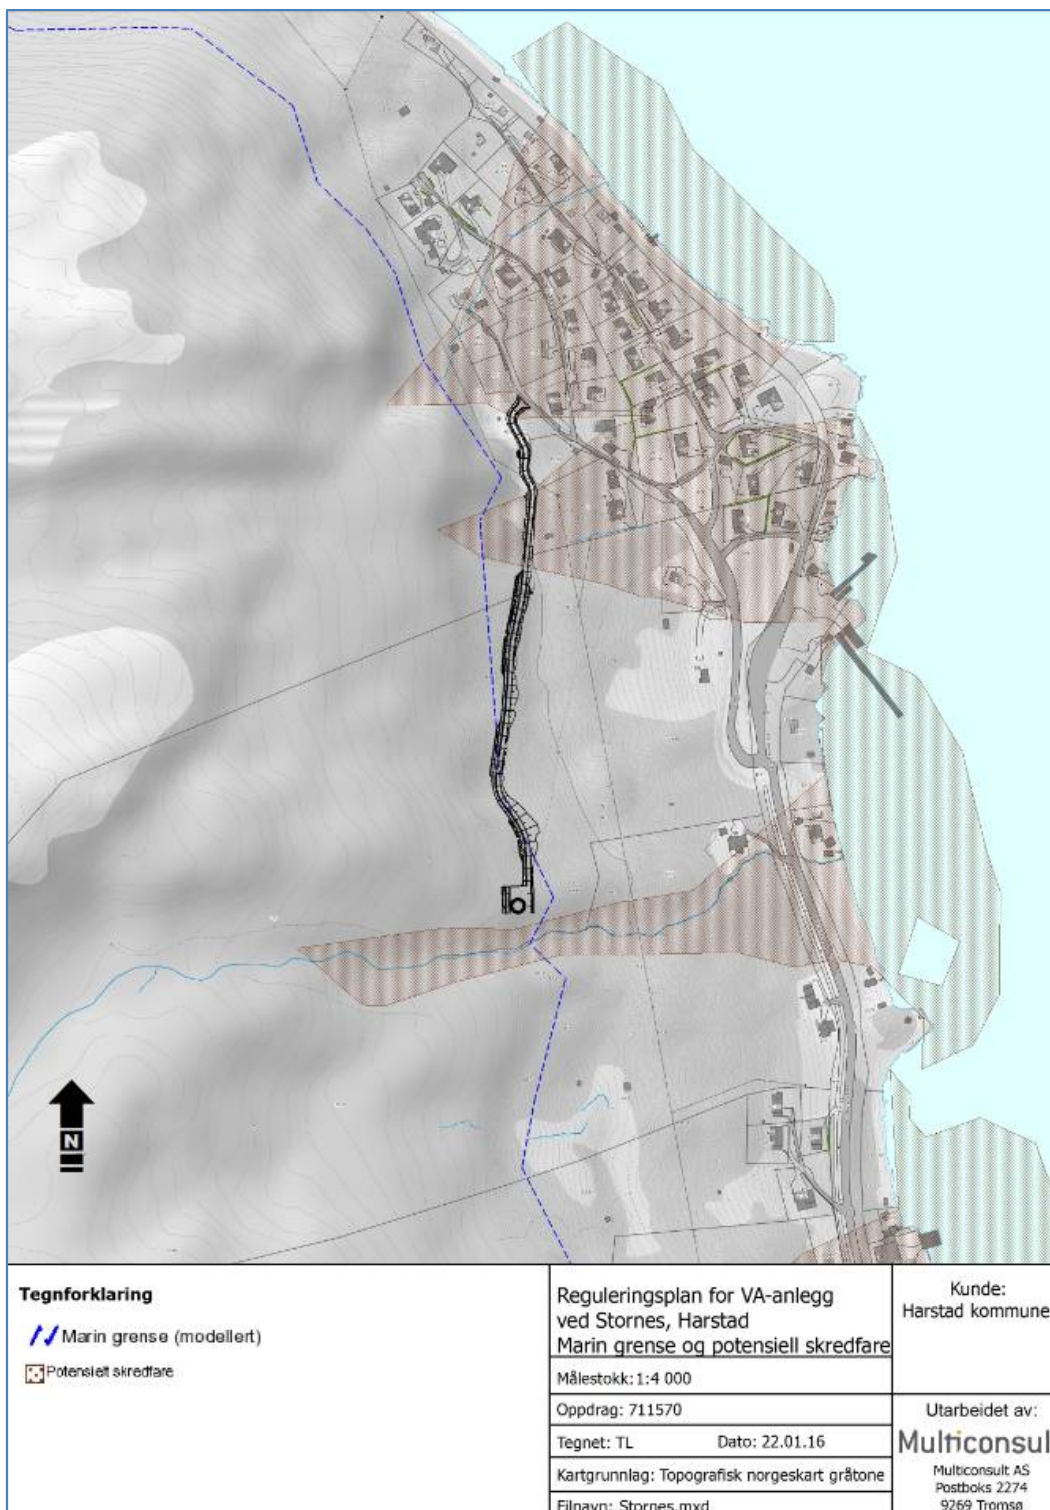 N
Tegnforklaring
Marin grense (modellert)
Potensielt skredfare
Reguleringsplan for VA-anlegg
ved Stornes, Harstad
Marin grense og potensiell skredfare
Målestokk: 1:4 000
Oppdrag: 711570
Tegnet: TL Dato: 22.01.16
Kartgrunnlag: Topografisk norgeskart gråtone
Filnavn: Stornes.mxd
Kunde:
Harstad kommune
Utarbeidet av:
Multiconsul
Multiconsult AS
Postboks 2274
9269 Tromsø